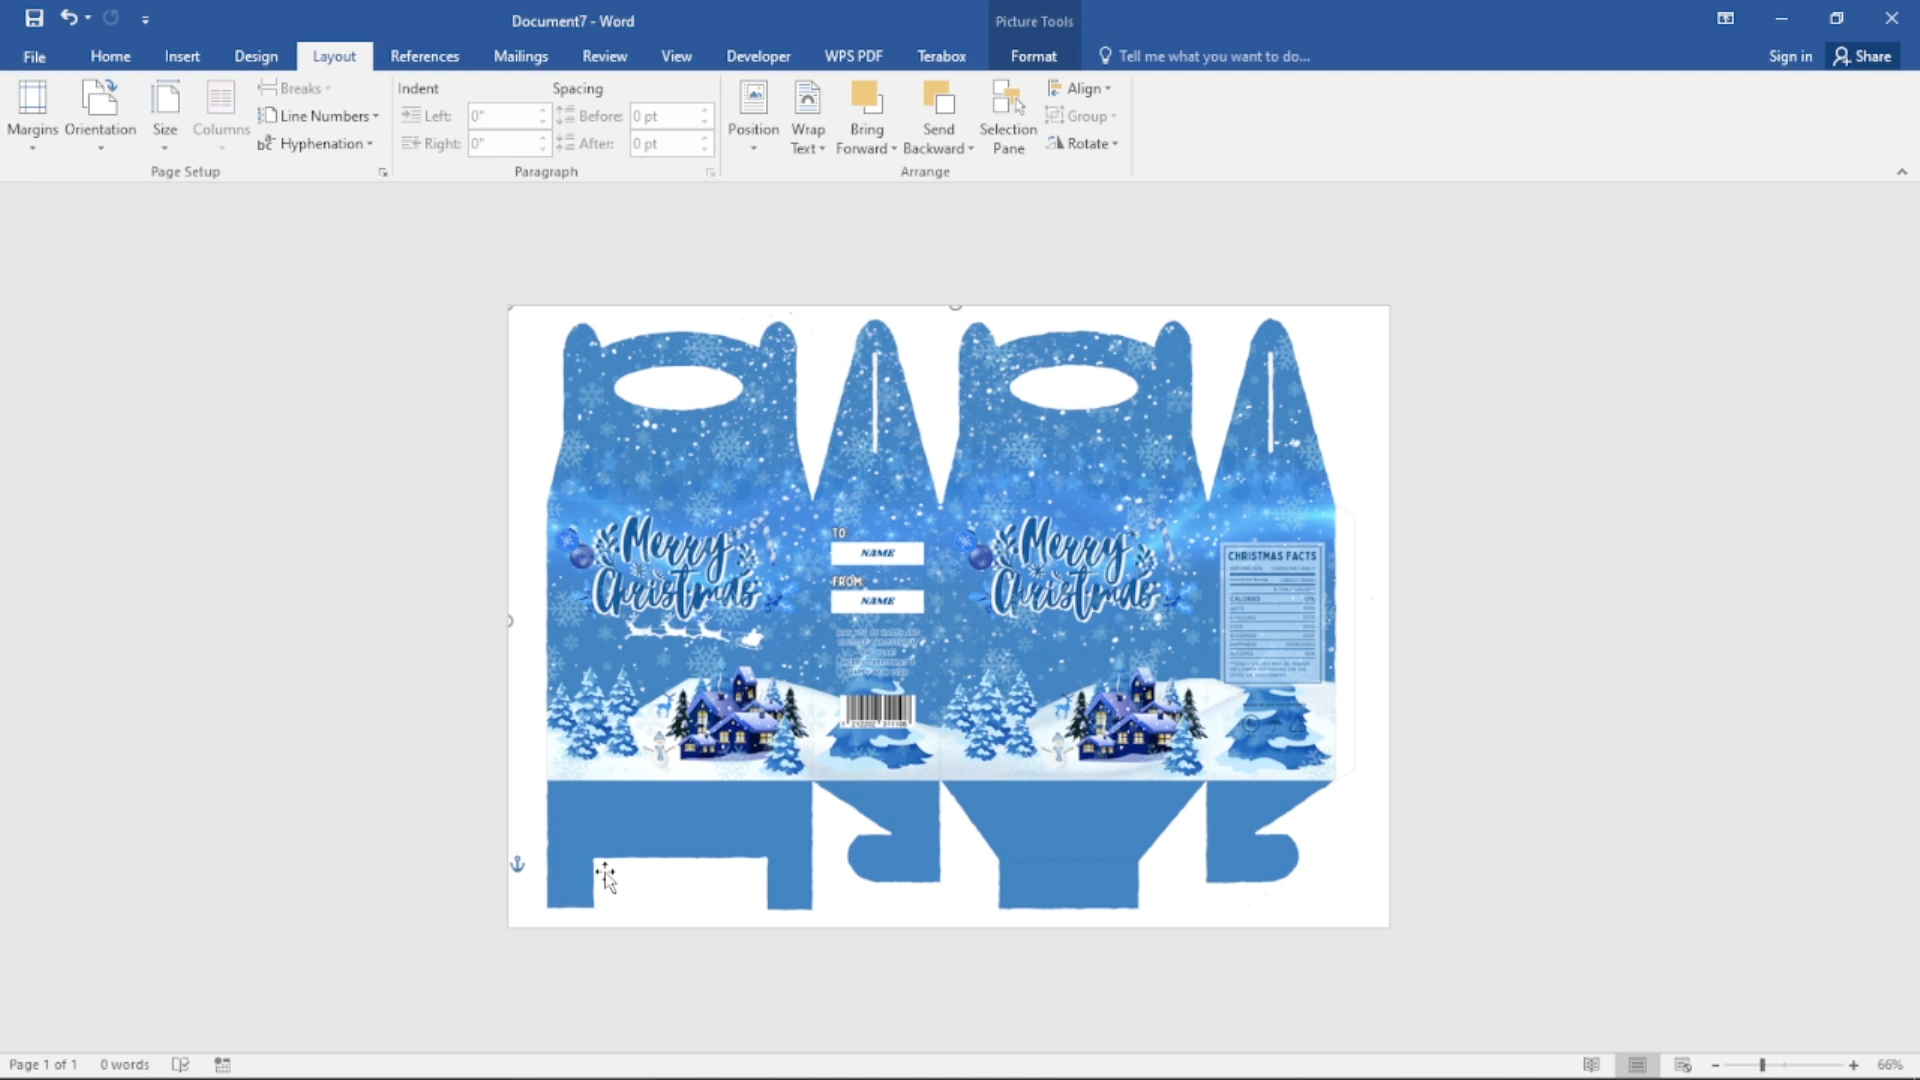 Document7 - Word
Picture Tools
File
Home
Insert
Design
Layout
References
Mailings
Review
View
Developer
WPS PDF
Terabox
Format
Tell me what you want to do...
Sign in
Share
Margins
Orientation
Size
Columns
Breaks
Line Numbers
Hyphenation
Page Setup
Indent
Left: 0"
Right: 0"
Spacing
Before: 0 pt
After: 0 pt
Paragraph
Position
Wrap
Text
Bring
Forward
Send
Backward
Selection
Pane
Align
Group
Rotate
Arrange
Merry
Christmas
TO:
NAME
FROM:
NAME
Merry
Christmas
CHRISTMAS FACTS
CALORIES 0%
Page 1 of 1
0 words
66%